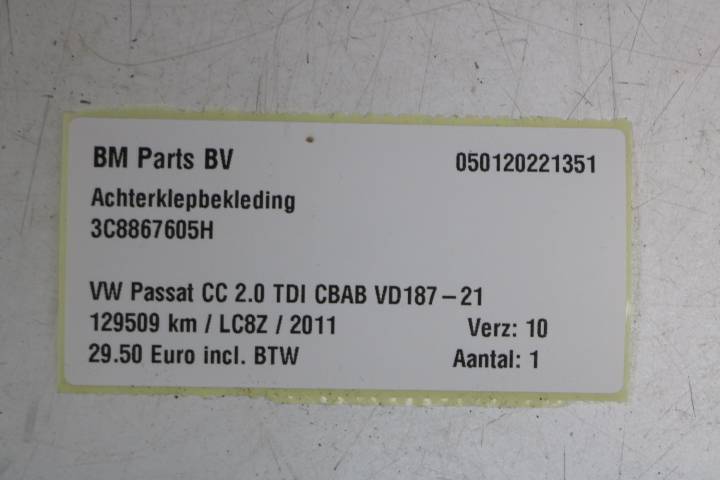 BM Parts BV 050120221351
Achterklepbekleding
3C8867605H
VW Passat CC 2.0 TDI CBAB VD187-21
129509 km / LC8Z / 2011 Verz: 10
29.50 Euro incl. BTW Aantal: 1